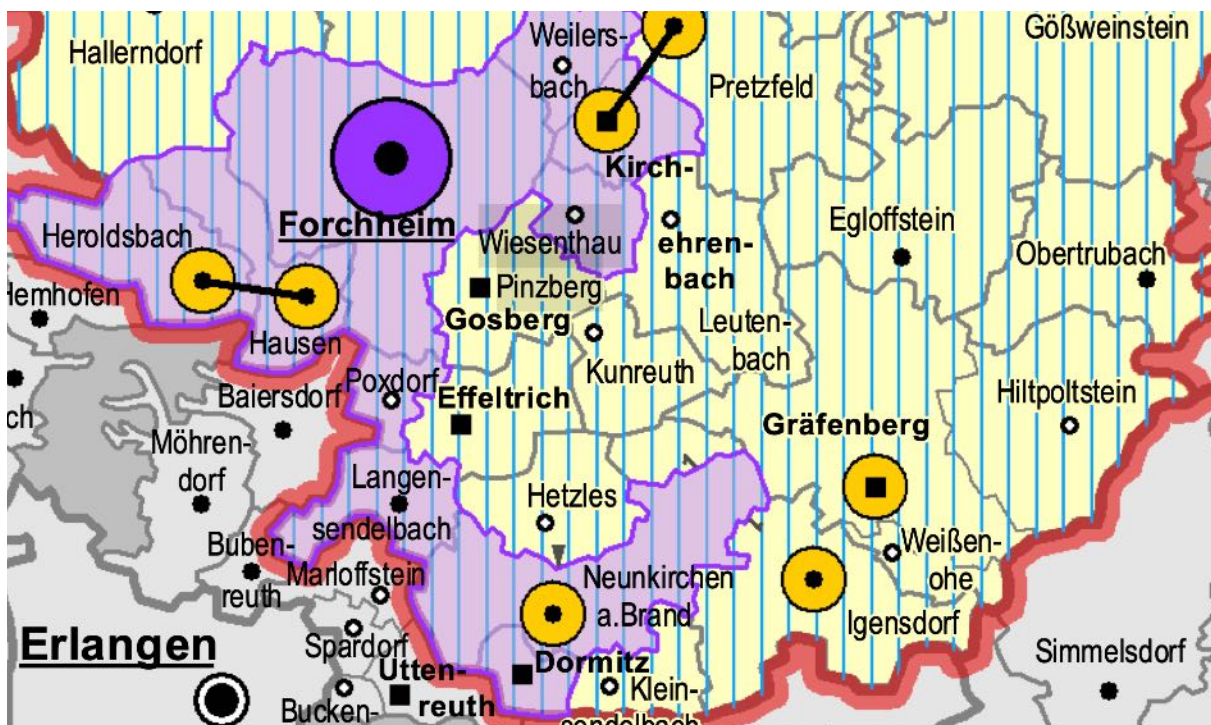 Weilers-
bach
Hallerndorf
Gößweinstein
Pretzfeld
Kirch-
ehren-
bach
Forchheim
Heroldsbach
Wiesenthau
Egloffstein
Obertrubach
Hemhofen
Pinzberg
Gosberg
Leuten-
bach
Hausen
Kunreuth
Poxdorf
Effeltrich
Hiltpoltstein
Baiersdorf
ch
Gräfenberg
Möhren-
dorf
Langen-
sendelbach
Hetzles
Buben-
reuth
Weißen-
ohe
Marloffstein
Neunkirchen
a.Brand
Igensdorf
Erlangen
Spardorf
Utten-
reuth
Dormitz
Simmelsdorf
Klein-
sendelbach
Bucken-